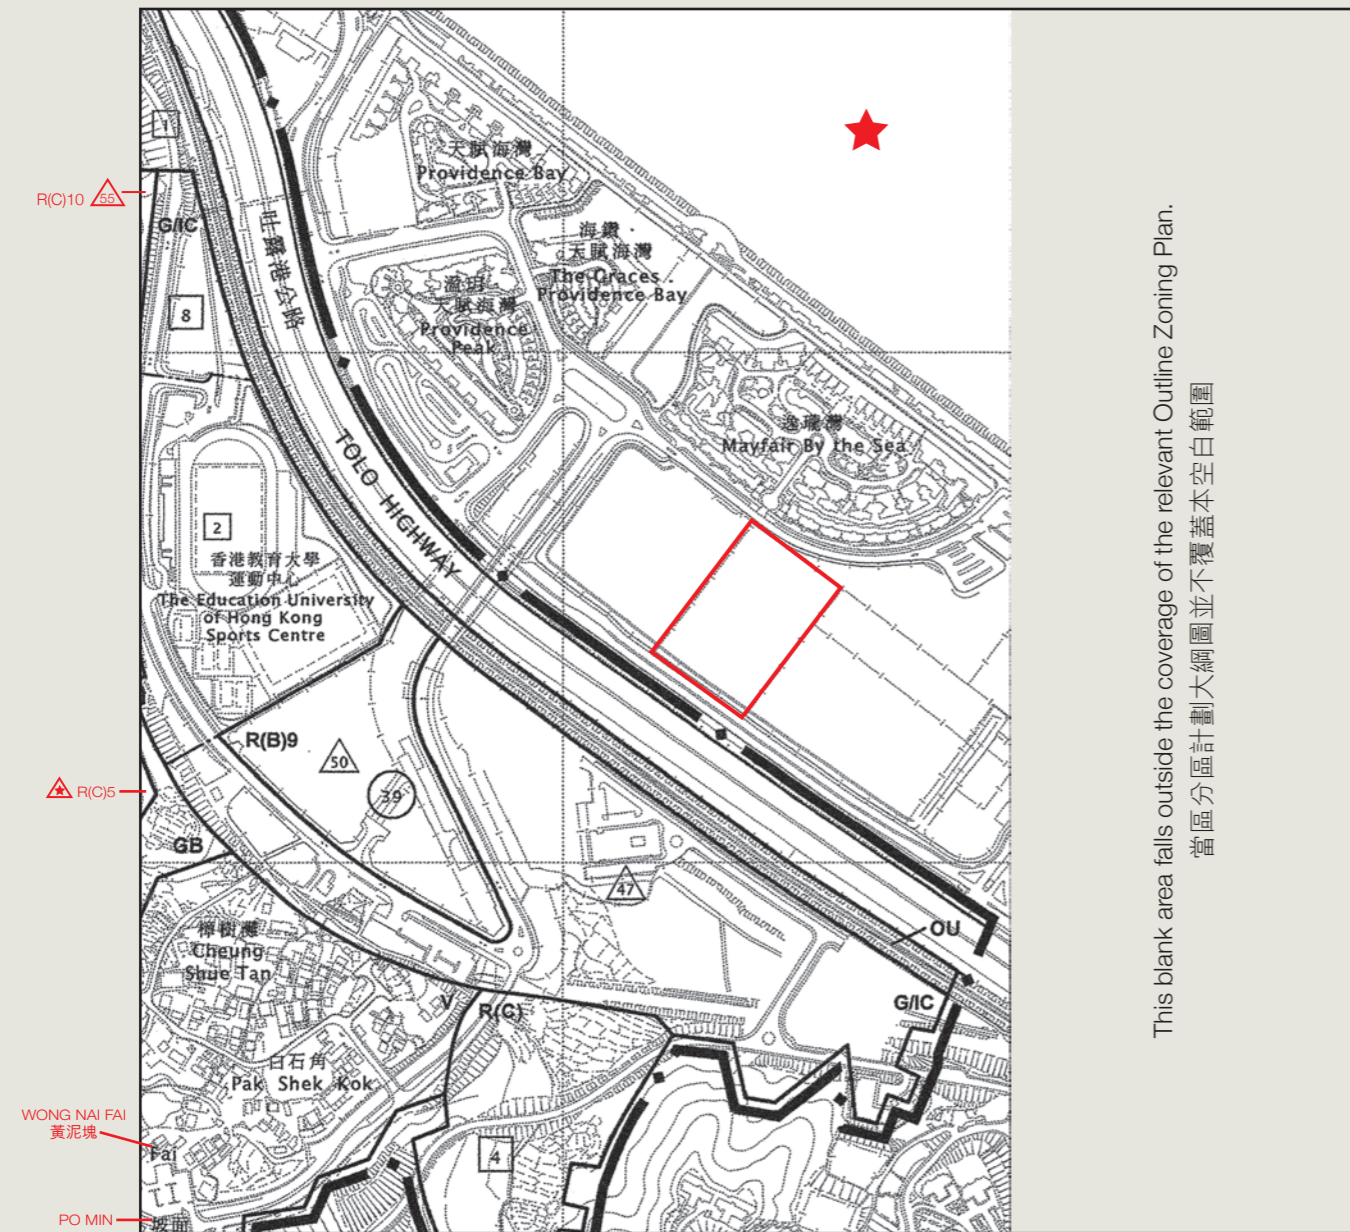 天賦海灣
Providence Bay
海鑽．
天賦海灣
The Graces．
Providence Bay
溋玥．
天賦海灣
Providence
Peak
逸瓏灣
Mayfair By the Sea
吐露港公路
TOLO HIGHWAY
1
R(C)10
55
G/IC
8
2
香港教育大學
運動中心
The Education University
of Hong Kong
Sports Centre
R(B)9
50
39
R(C)5
GB
47
OU
樟樹灘
Cheung
Shue Tan
V
R(C)
G/IC
白石角
Pak Shek Kok
WONG NAI FAI
黃泥塊
Fai
4
PO MIN
坡面
This blank area falls outside the coverage of the relevant Outline Zoning Plan.
當區分區計劃大綱圖並不覆蓋本空白範圍